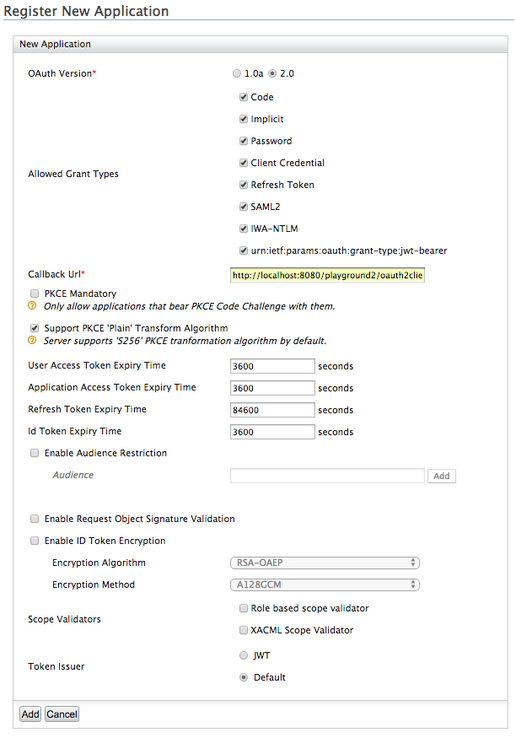 Register New Application
New Application
OAuth Version*
1.0a 2.0
Allowed Grant Types
Code
Implicit
Password
Client Credential
Refresh Token
SAML2
IWA-NTLM
urn:ietf:params:oauth:grant-type:jwt-bearer
Callback Url* http://localhost:8080/playground2/oauth2clie
PKCE Mandatory
Only allow applications that bear PKCE Code Challenge with them.
Support PKCE 'Plain' Transform Algorithm
Server supports 'S256' PKCE tranformation algorithm by default.
User Access Token Expiry Time 3600 seconds
Application Access Token Expiry Time 3600 seconds
Refresh Token Expiry Time 84600 seconds
Id Token Expiry Time 3600 seconds
Enable Audience Restriction
Audience Add
Enable Request Object Signature Validation
Enable ID Token Encryption
Encryption Algorithm RSA-OAEP
Encryption Method A128GCM
Scope Validators
Role based scope validator
XACML Scope Validator
Token Issuer
JWT
Default
Add Cancel